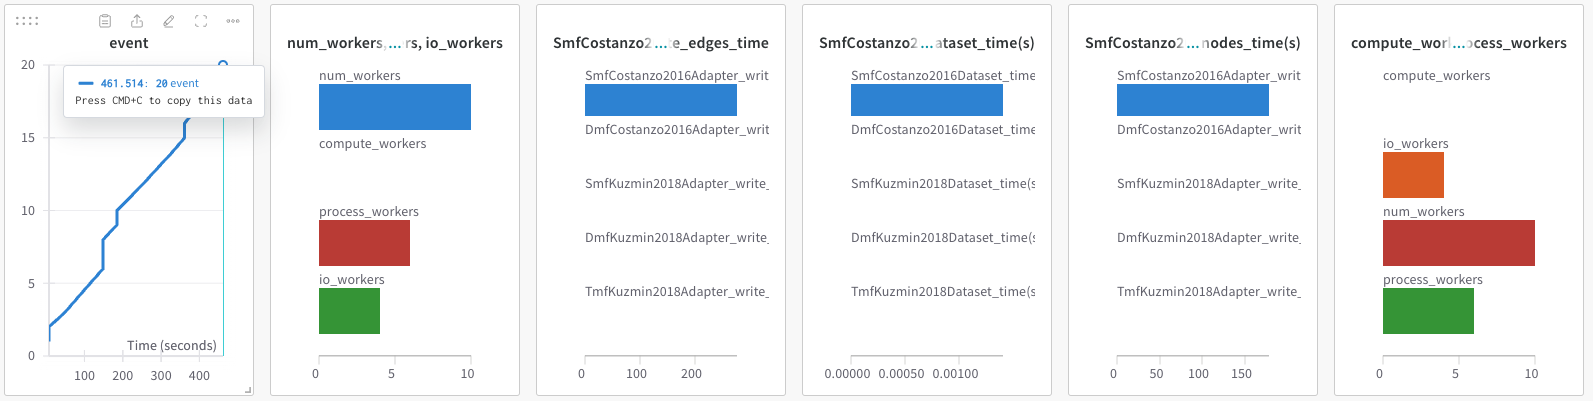 event
20
461.514: 20 event
Press CMD+C to copy this data
15
10
5
0
Time (seconds)
100 200 300 400
num_workers, ... rs, io_workers
num_workers
compute_workers
process_workers
io_workers
0 5 10
SmfCostanzo2 ... e_edges_time
SmfCostanzo2016Adapter_writ
DmfCostanzo2016Adapter_writ
SmfKuzmin2018Adapter_write_
DmfKuzmin2018Adapter_write_
TmfKuzmin2018Adapter_write_
0 100 200
SmfCostanzo2 ... ataset_time(s)
SmfCostanzo2016Dataset_time
DmfCostanzo2016Dataset_time
SmfKuzmin2018Dataset_time(s
DmfKuzmin2018Dataset_time(s
TmfKuzmin2018Dataset_time(s
0.00000 0.00050 0.00100
SmfCostanzo2 ... nodes_time(s)
SmfCostanzo2016Adapter_writ
DmfCostanzo2016Adapter_writ
SmfKuzmin2018Adapter_write_
DmfKuzmin2018Adapter_write_
TmfKuzmin2018Adapter_write_
0 50 100 150
compute_wor ... ocess_workers
compute_workers
io_workers
num_workers
process_workers
0 5 10